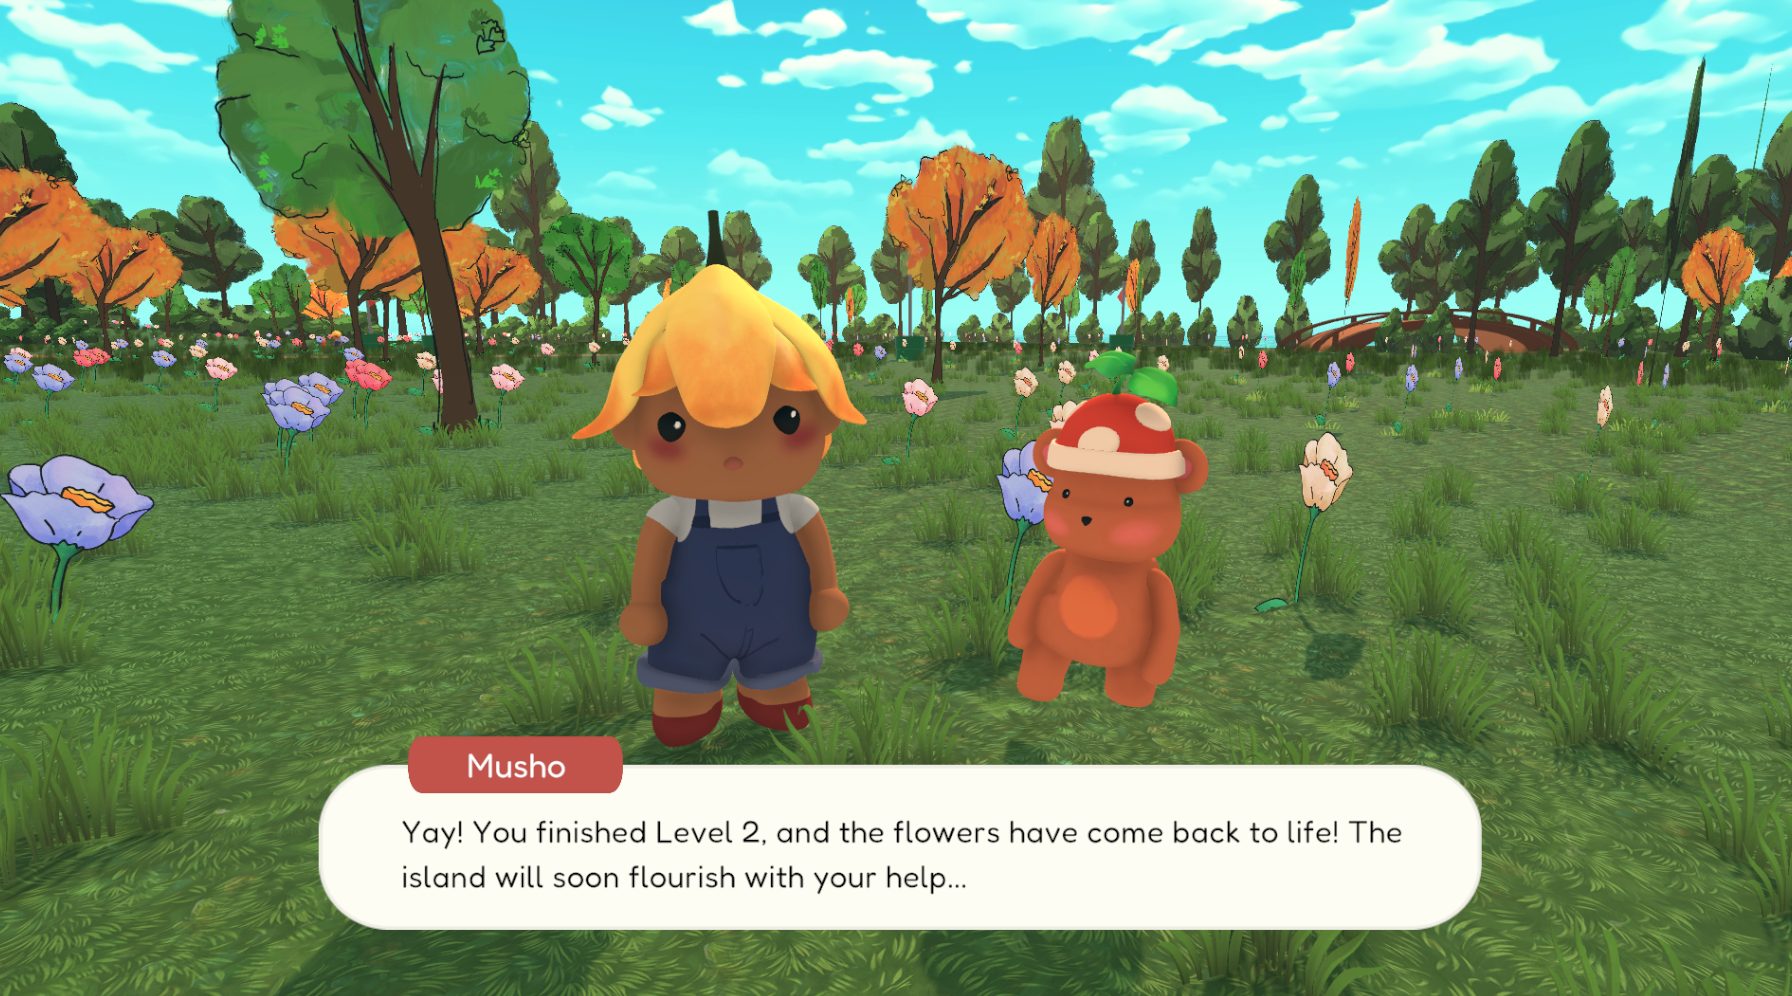 Musho
Yay! You finished Level 2, and the flowers have come back to life! The
island will soon flourish with your help...